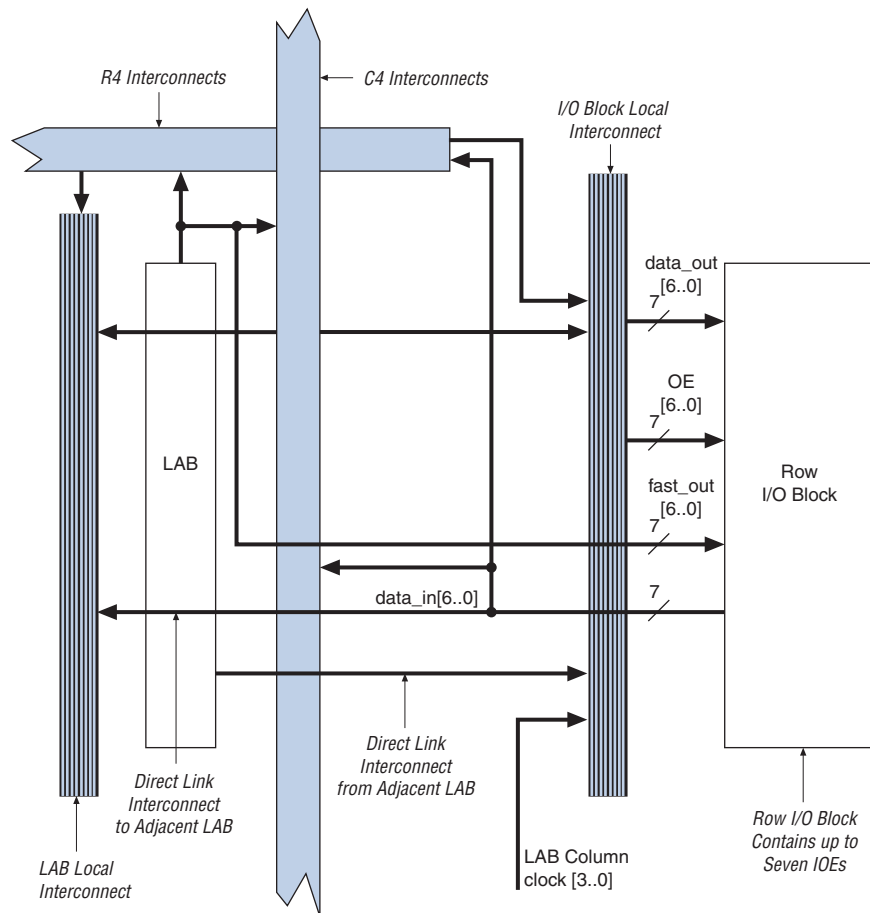 R4 Interconnects
C4 Interconnects
I/O Block Local
Interconnect
data_out
[6..0]
7
OE
[6..0]
7
LAB
Row
I/O Block
fast_out
[6..0]
7
data_in[6..0]
7
Direct Link
Interconnect
to Adjacent LAB
Direct Link
Interconnect
from Adjacent LAB
LAB Local
Interconnect
LAB Column
clock [3..0]
Row I/O Block
Contains up to
Seven IOEs